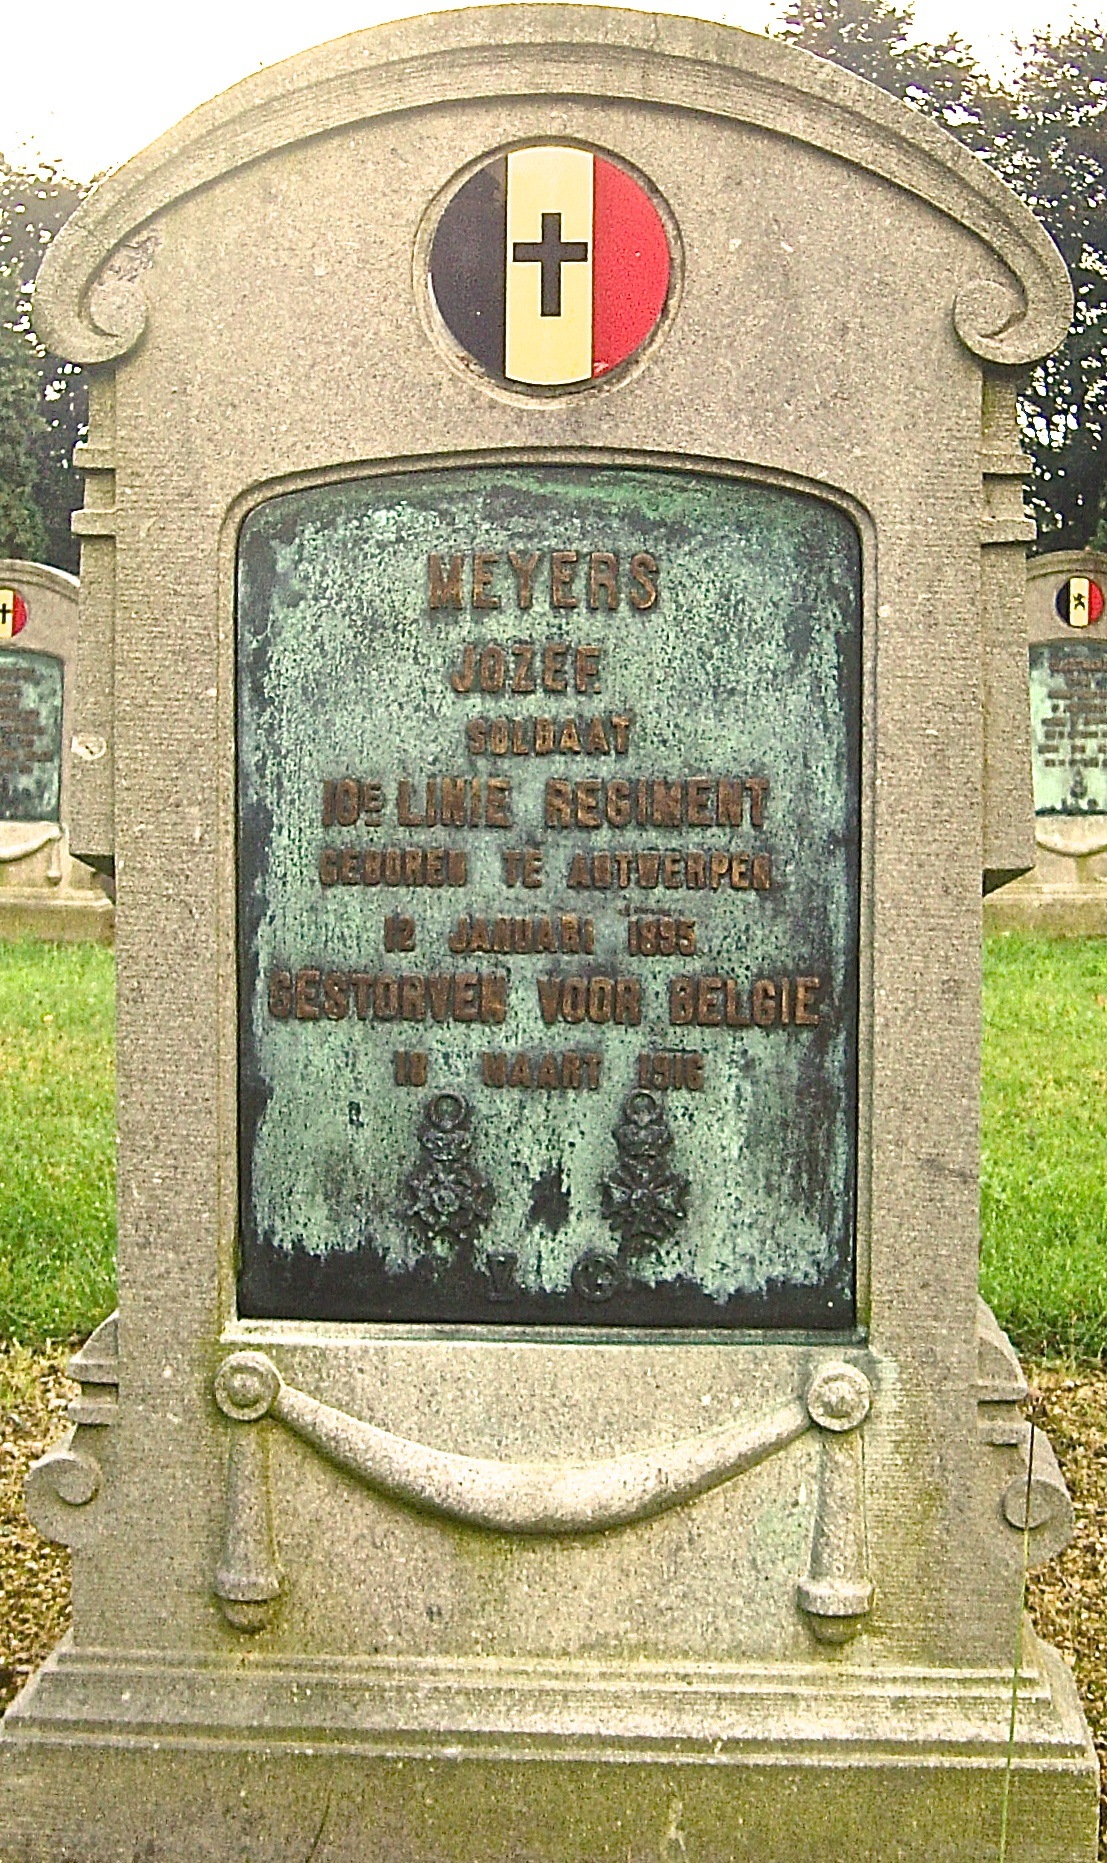 MEYERS
JOZEF.
SOLDAAT
10E LINIE REGIMENT
GEBOREN TE ANTWERPEN
12 JANUARI 1895
GESTORVEN VOOR BELGIE
18 MAART 1916